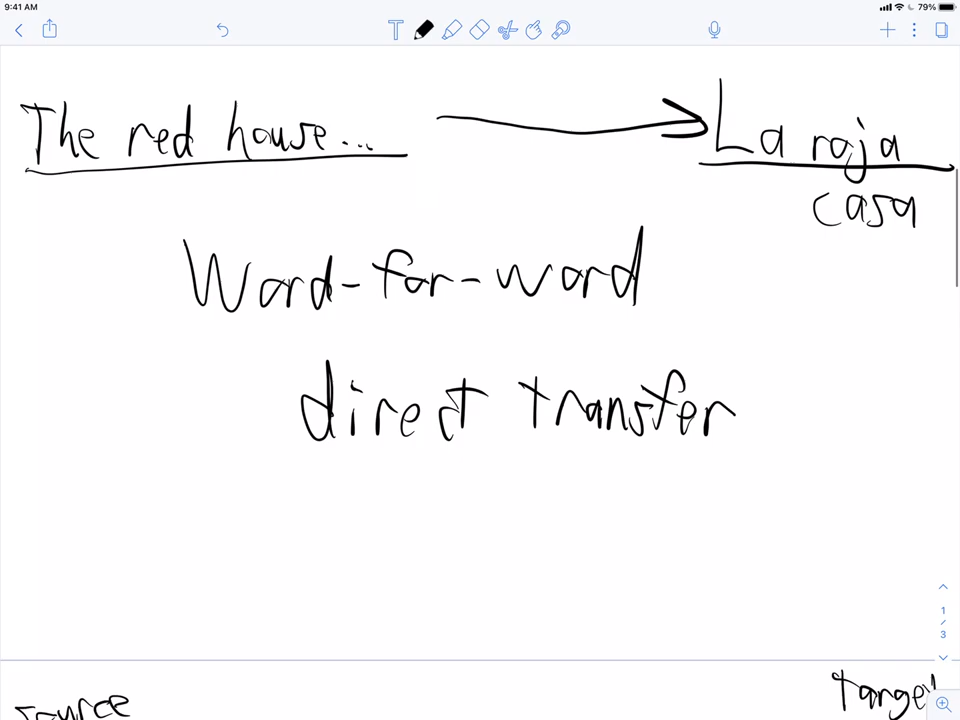 9:41 AM
79%
T
The red house...
La roja
casa
Word-for-word
direct transfer
1
/
3
source
target